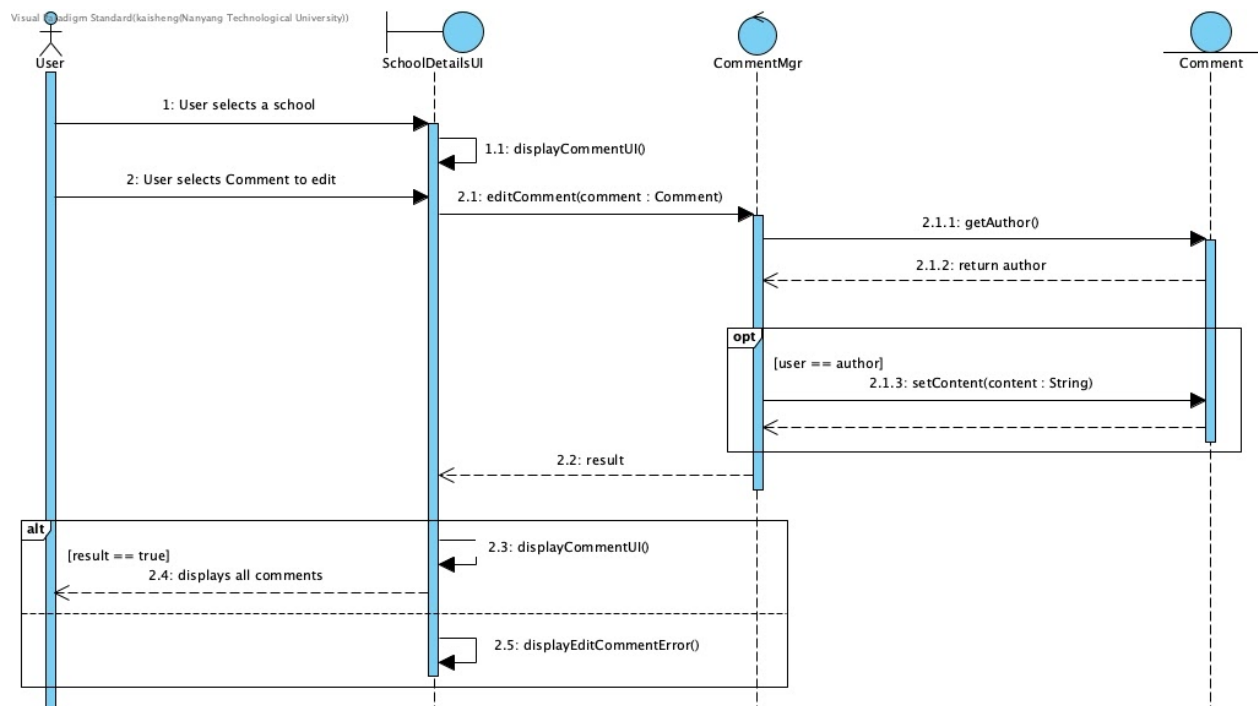 Visual Paradigm Standard(kaisheng(Nanyang Technological University))
User
SchoolDetailsUI
CommentMgr
Comment
1: User selects a school
1.1: displayCommentUI()
2: User selects Comment to edit
2.1: editComment(comment : Comment)
2.1.1: getAuthor()
2.1.2: return author
opt
[user == author]
2.1.3: setContent(content : String)
2.2: result
alt
2.3: displayCommentUI()
[result == true]
2.4: displays all comments
2.5: displayEditCommentError()